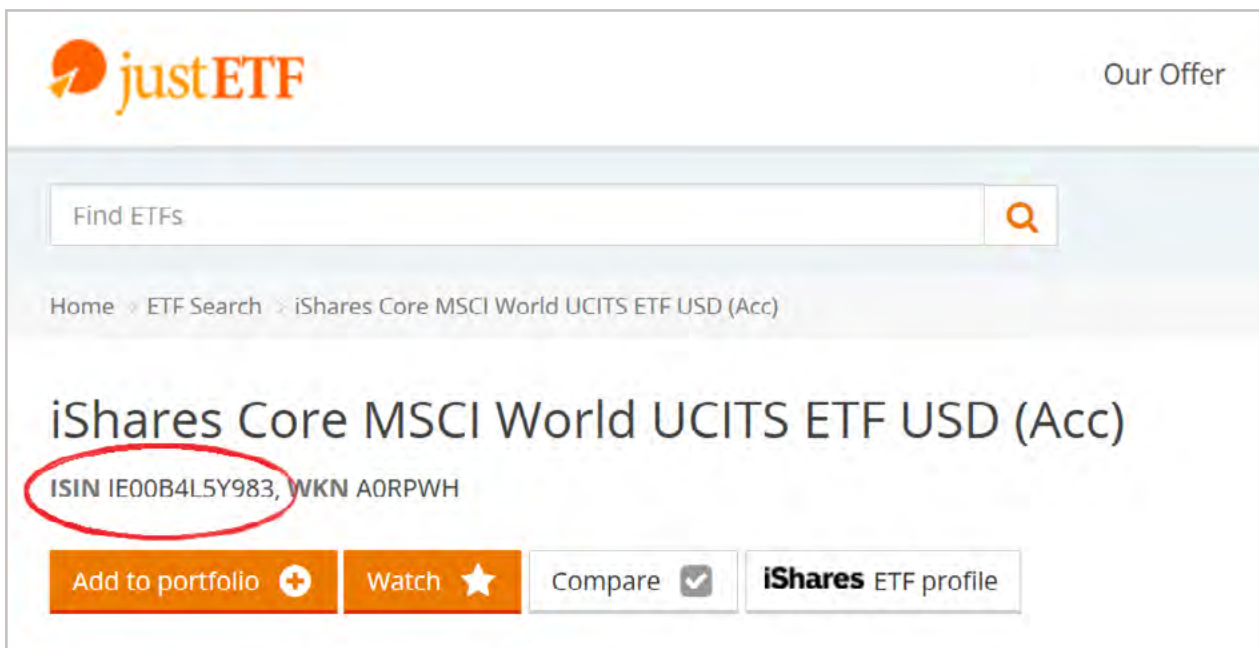 justETF
Our Offer
Find ETFs
Home > ETF Search > iShares Core MSCI World UCITS ETF USD (Acc)
iShares Core MSCI World UCITS ETF USD (Acc)
ISIN IE00B4L5Y983, WKN A0RPWH
Add to portfolio Watch Compare iShares ETF profile